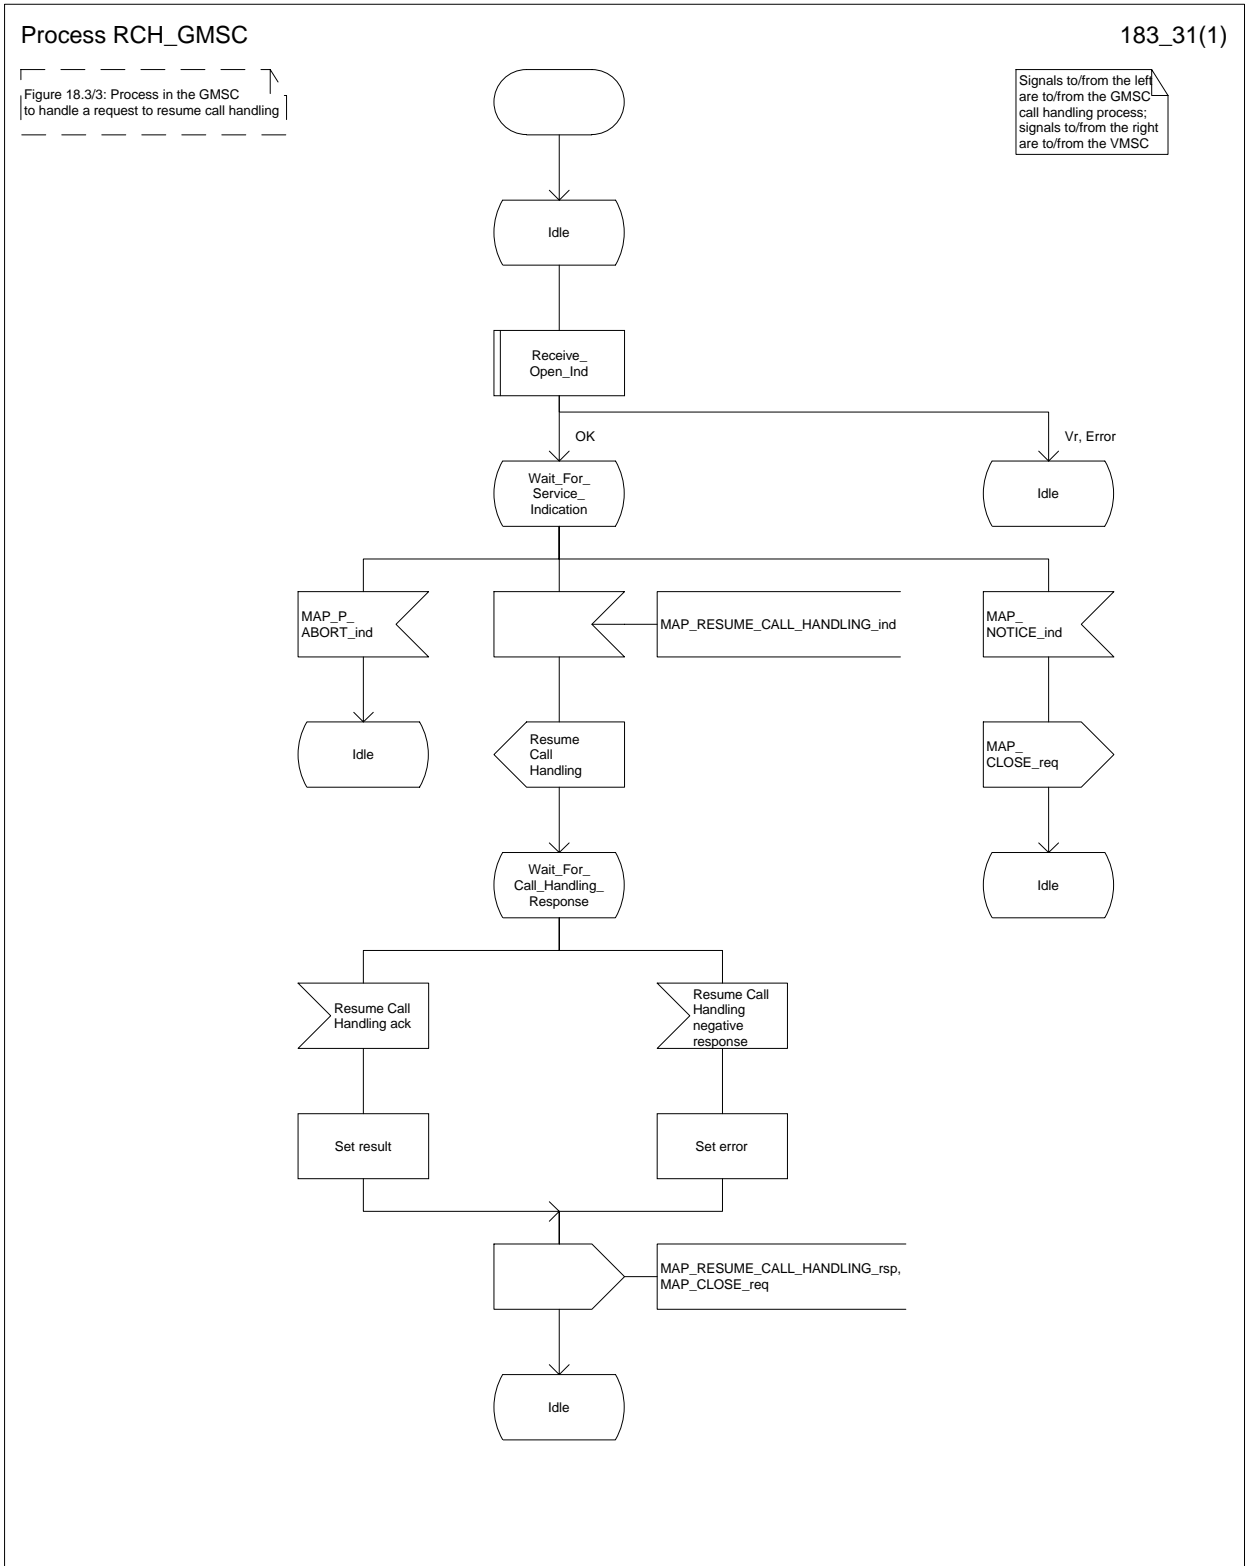 Process RCH_GMSC
183_31(1)
Figure 18.3/3: Process in the GMSC
to handle a request to resume call handling
Signals to/from the left
are to/from the GMSC
call handling process;
signals to/from the right
are to/from the VMSC
Idle
Receive_
Open_Ind
OK
Vr, Error
Wait_For_
Service_
Indication
Idle
MAP_P_
ABORT_ind
MAP_RESUME_CALL_HANDLING_ind
MAP_
NOTICE_ind
Idle
Resume
Call
Handling
MAP_
CLOSE_req
Wait_For_
Call_Handling_
Response
Idle
Resume Call
Handling ack
Resume Call
Handling
negative
response
Set result
Set error
MAP_RESUME_CALL_HANDLING_rsp,
MAP_CLOSE_req
Idle